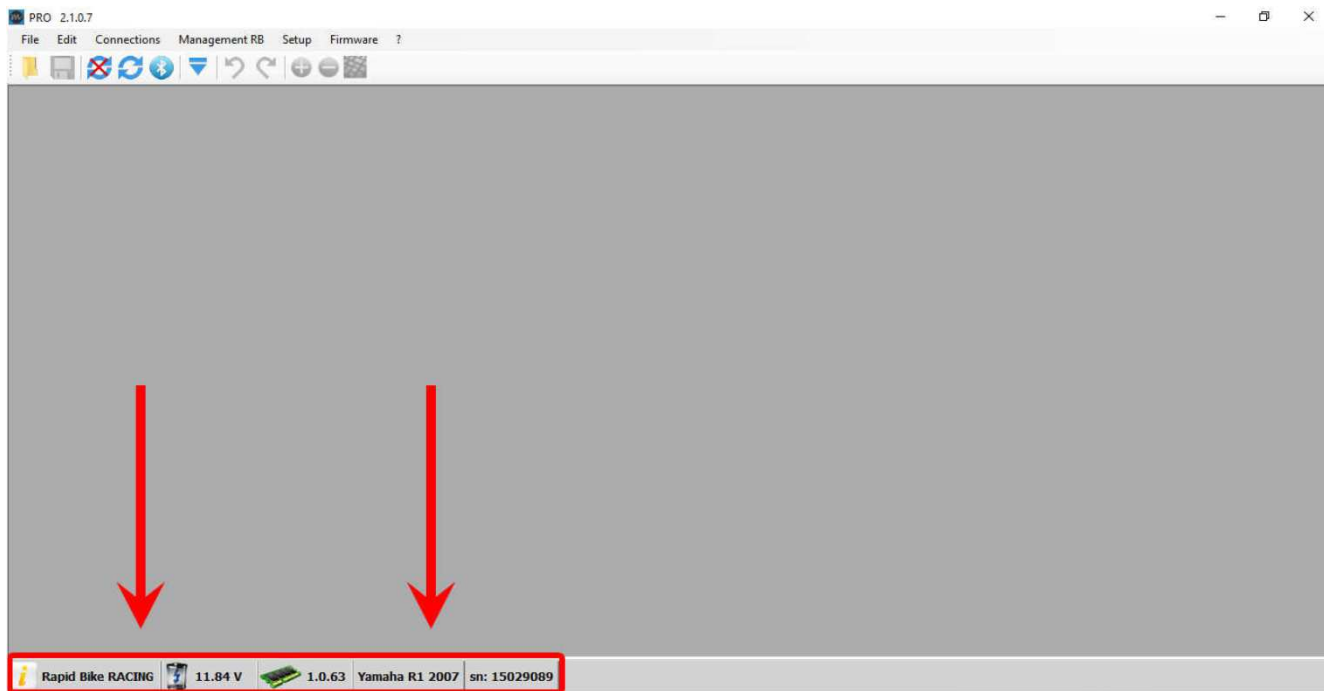 PRO 2.1.0.7
File Edit Connections Management RB Setup Firmware ?
Rapid Bike RACING 11.84 V 1.0.63 Yamaha R1 2007 sn: 15029089